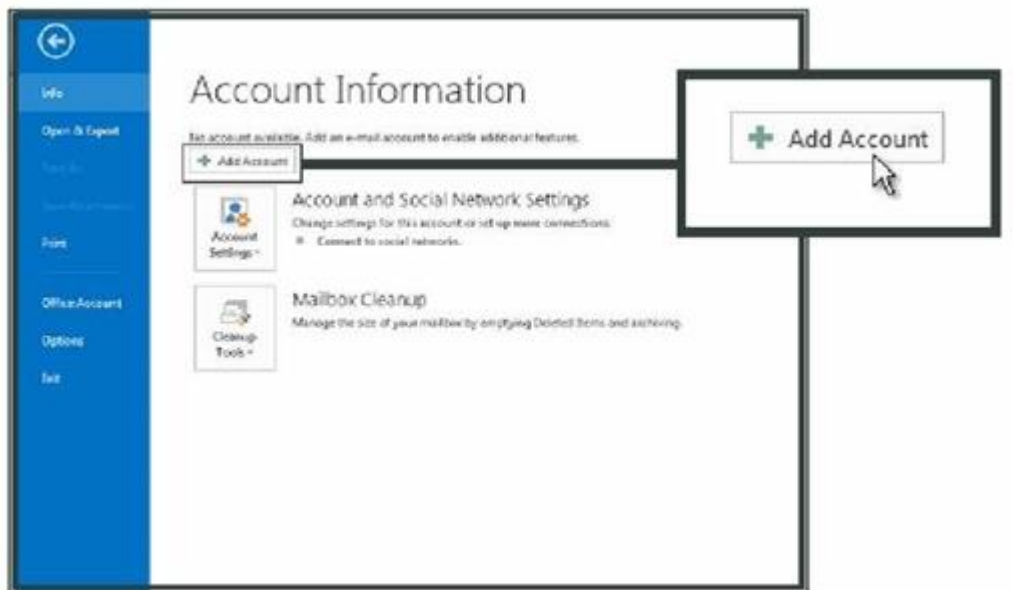 Info
Open & Export
Print
Office Account
Options
Exit
Account Information
No account available. Add an e-mail account to enable additional features.
Add Account
Account and Social Network Settings
Change settings for this account or set up more connections.
Connect to social networks.
Account
Settings
Mailbox Cleanup
Manage the size of your mailbox by emptying Deleted Items and archiving.
Cleanup
Tools
Add Account